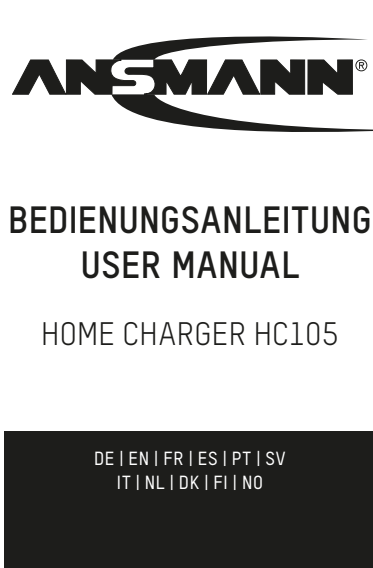 ANSMANN®
BEDIENUNGSANLEITUNG
USER MANUAL
HOME CHARGER HC105
DE | EN | FR | ES | PT | SV
IT | NL | DK | FI | NO